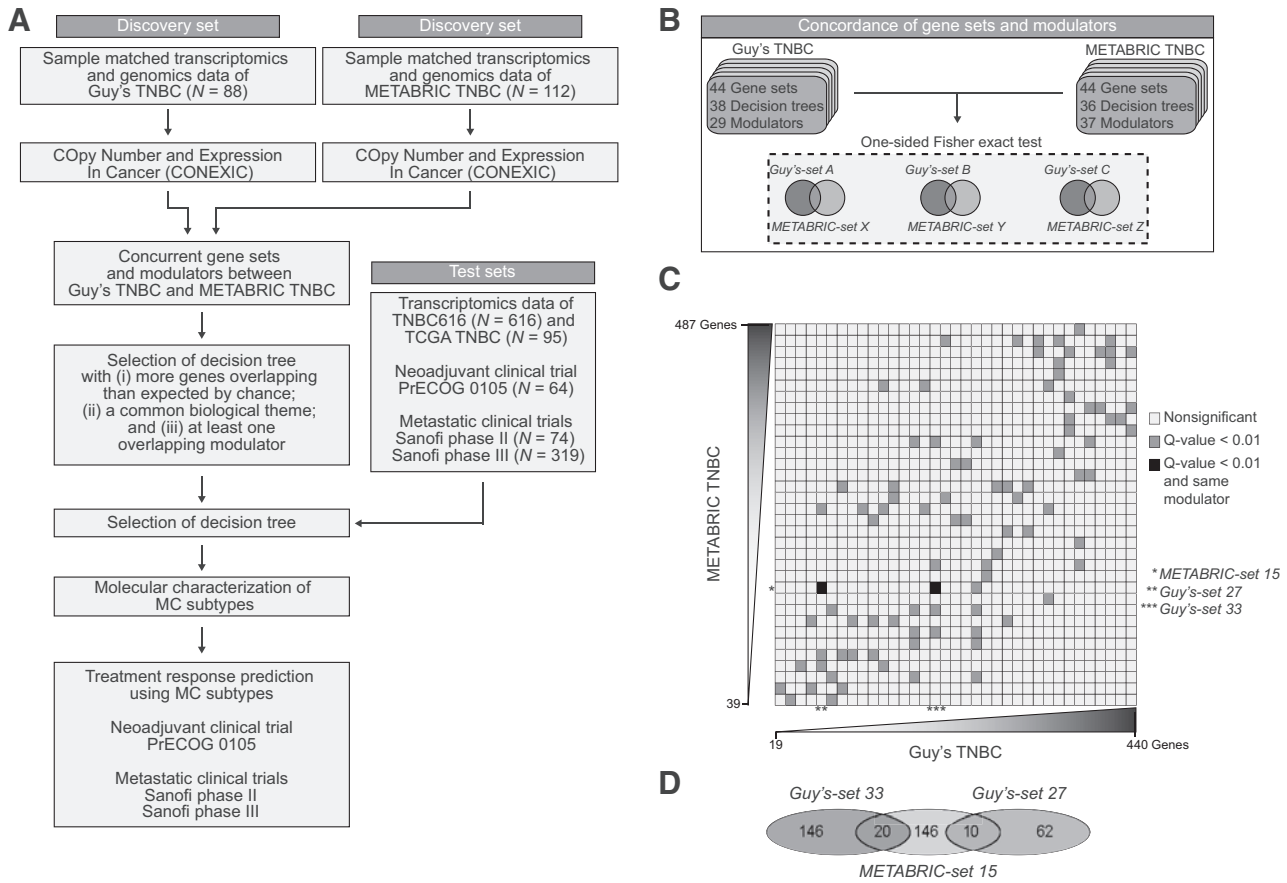 A
Discovery set
Discovery set
Sample matched transcriptomics
and genomics data of
Guy's TNBC (N = 88)
Sample matched transcriptomics
and genomics data of
METABRIC TNBC (N = 112)
COpy Number and Expression
In Cancer (CONEXIC)
COpy Number and Expression
In Cancer (CONEXIC)
Concurrent gene sets
and modulators between
Guy's TNBC and METABRIC TNBC
Test sets
Transcriptomics data of
TNBC616 (N = 616) and
TCGA TNBC (N = 95)
Neoadjuvant clinical trial
PrECOG 0105 (N = 64)
Metastatic clinical trials
Sanofi phase II (N = 74)
Sanofi phase III (N = 319)
Selection of decision tree
with (i) more genes overlapping
than expected by chance;
(ii) a common biological theme;
and (iii) at least one
overlapping modulator
Selection of decision tree
Molecular characterization of
MC subtypes
Treatment response prediction
using MC subtypes
Neoadjuvant clinical trial
PrECOG 0105
Metastatic clinical trials
Sanofi phase II
Sanofi phase III
B
Concordance of gene sets and modulators
Guy's TNBC
44 Gene sets
38 Decision trees
29 Modulators
METABRIC TNBC
44 Gene sets
36 Decision trees
37 Modulators
One-sided Fisher exact test
Guy's-set A
METABRIC-set X
Guy's-set B
METABRIC-set Y
Guy's-set C
METABRIC-set Z
C
487 Genes
METABRIC TNBC
39
*
** ***
19
Guy's TNBC
440 Genes
Nonsignificant
Q-value < 0.01
Q-value < 0.01
and same
modulator
* METABRIC-set 15
** Guy's-set 27
*** Guy's-set 33
D
Guy's-set 33
Guy's-set 27
146 20 146 10 62
METABRIC-set 15